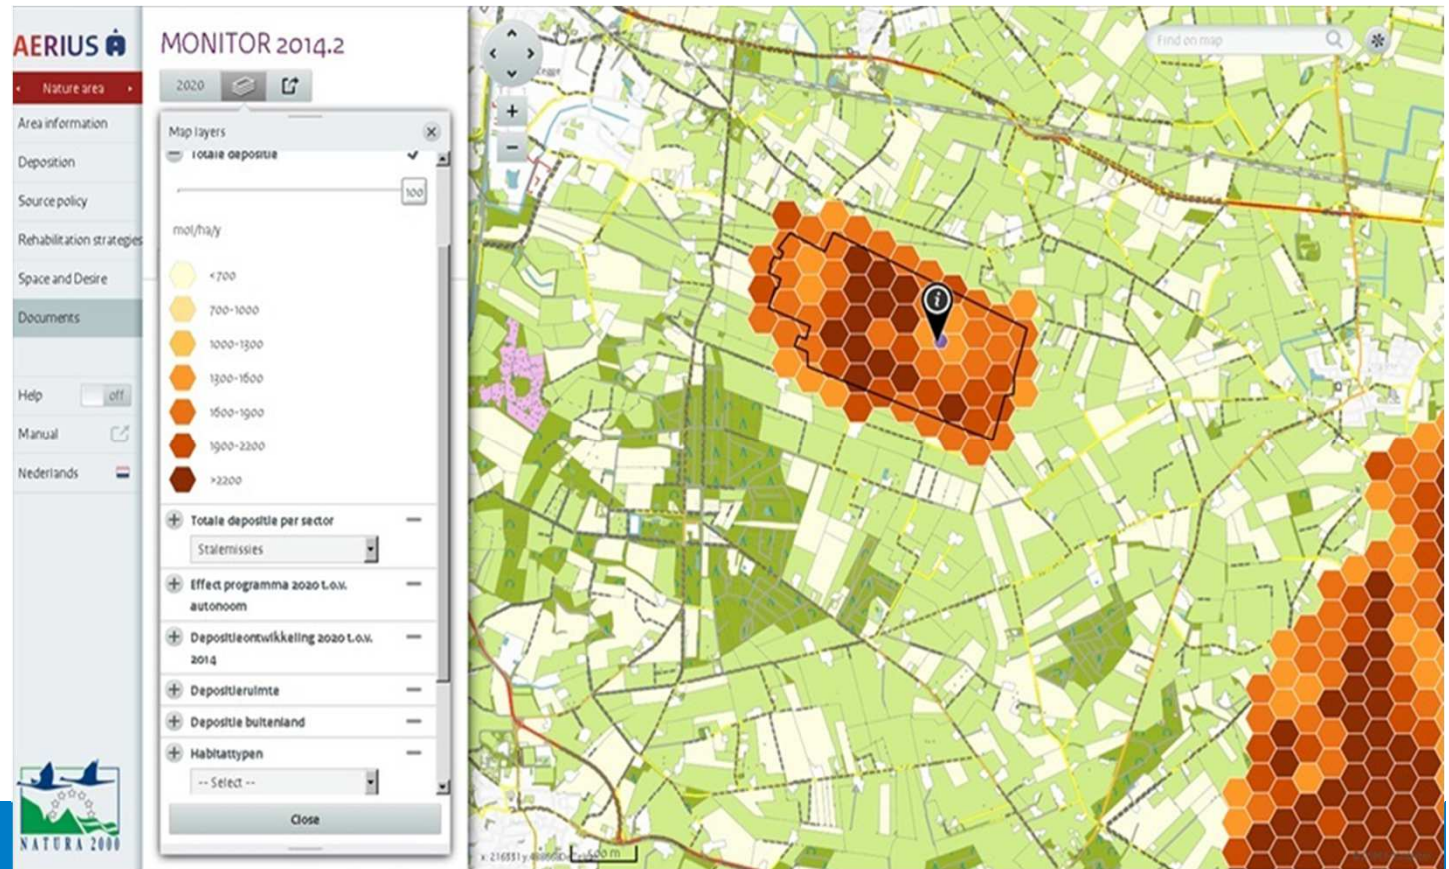 AERIUS
Nature area
Area information
Deposition
Source policy
Rehabilitation strategies
Space and Desire
Documents
Help
off
Manual
Nederlands
NATURA 2000
MONITOR 2014.2
2020
Map layers
Totale depositie
100
mol/ha/y
<700
700-1000
1000-1300
1300-1600
1600-1900
1900-2200
>2200
Totale depositie per sector
Stalemissies
Effect programma 2020 t.o.v.
autonoom
Depositieontwikkeling 2020 t.o.v.
2014
Depositieruimte
Depositie buitenland
Habitattypen
-- Select --
Close
Find on map
500 m